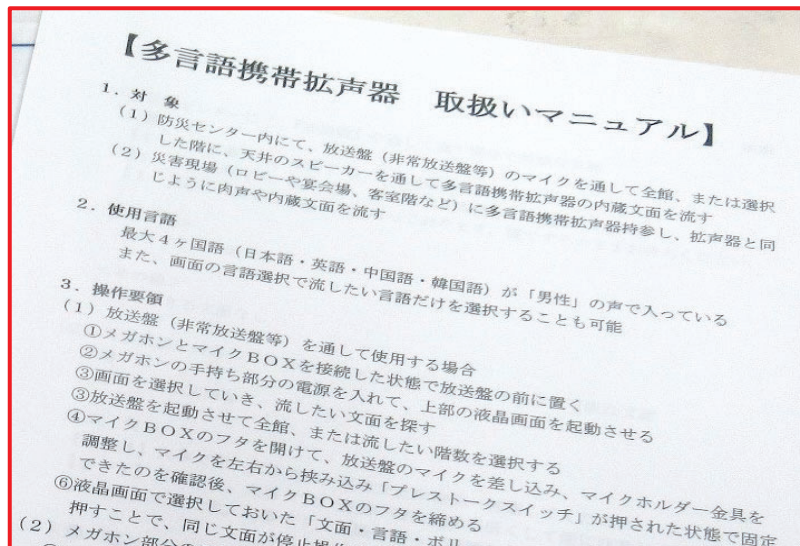 【多言語携帯拡声器　取扱いマニュアル】
１．対　象
（１）防災センター内にて、放送盤（非常放送盤等）のマイクを通して全館、または選択
した階に、天井のスピーカーを通して多言語携帯拡声器の内蔵文面を流す
（２）災害現場（ロビーや宴会場、客室階など）に多言語携帯拡声器持参し、拡声器と同
じように肉声や内蔵文面を流す
２．使用言語
最大４ヶ国語（日本語・英語・中国語・韓国語）が「男性」の声で入っている
また、画面の言語選択で流したい言語だけを選択することも可能
３．操作要領
（１）放送盤（非常放送盤等）を通して使用する場合
①メガホンとマイクＢＯＸを接続した状態で放送盤の前に置く
②メガホンの手持ち部分の電源を入れて、上部の液晶画面を起動させる
③画面を選択していき、流したい文面を探す
③放送盤を起動させて全館、または流したい階数を選択する
④マイクＢＯＸのフタを開けて、放送盤のマイクを差し込み、マイクホルダー金具を
調整し、マイクを左右から挟み込み「プレストークスイッチ」が押された状態で固定
できたのを確認後、マイクＢＯＸのフタを締める
⑥液晶画面で選択しておいた「文面・言語・ボリ
押すことで、同じ文面が停止操
（２）メガホン部分の